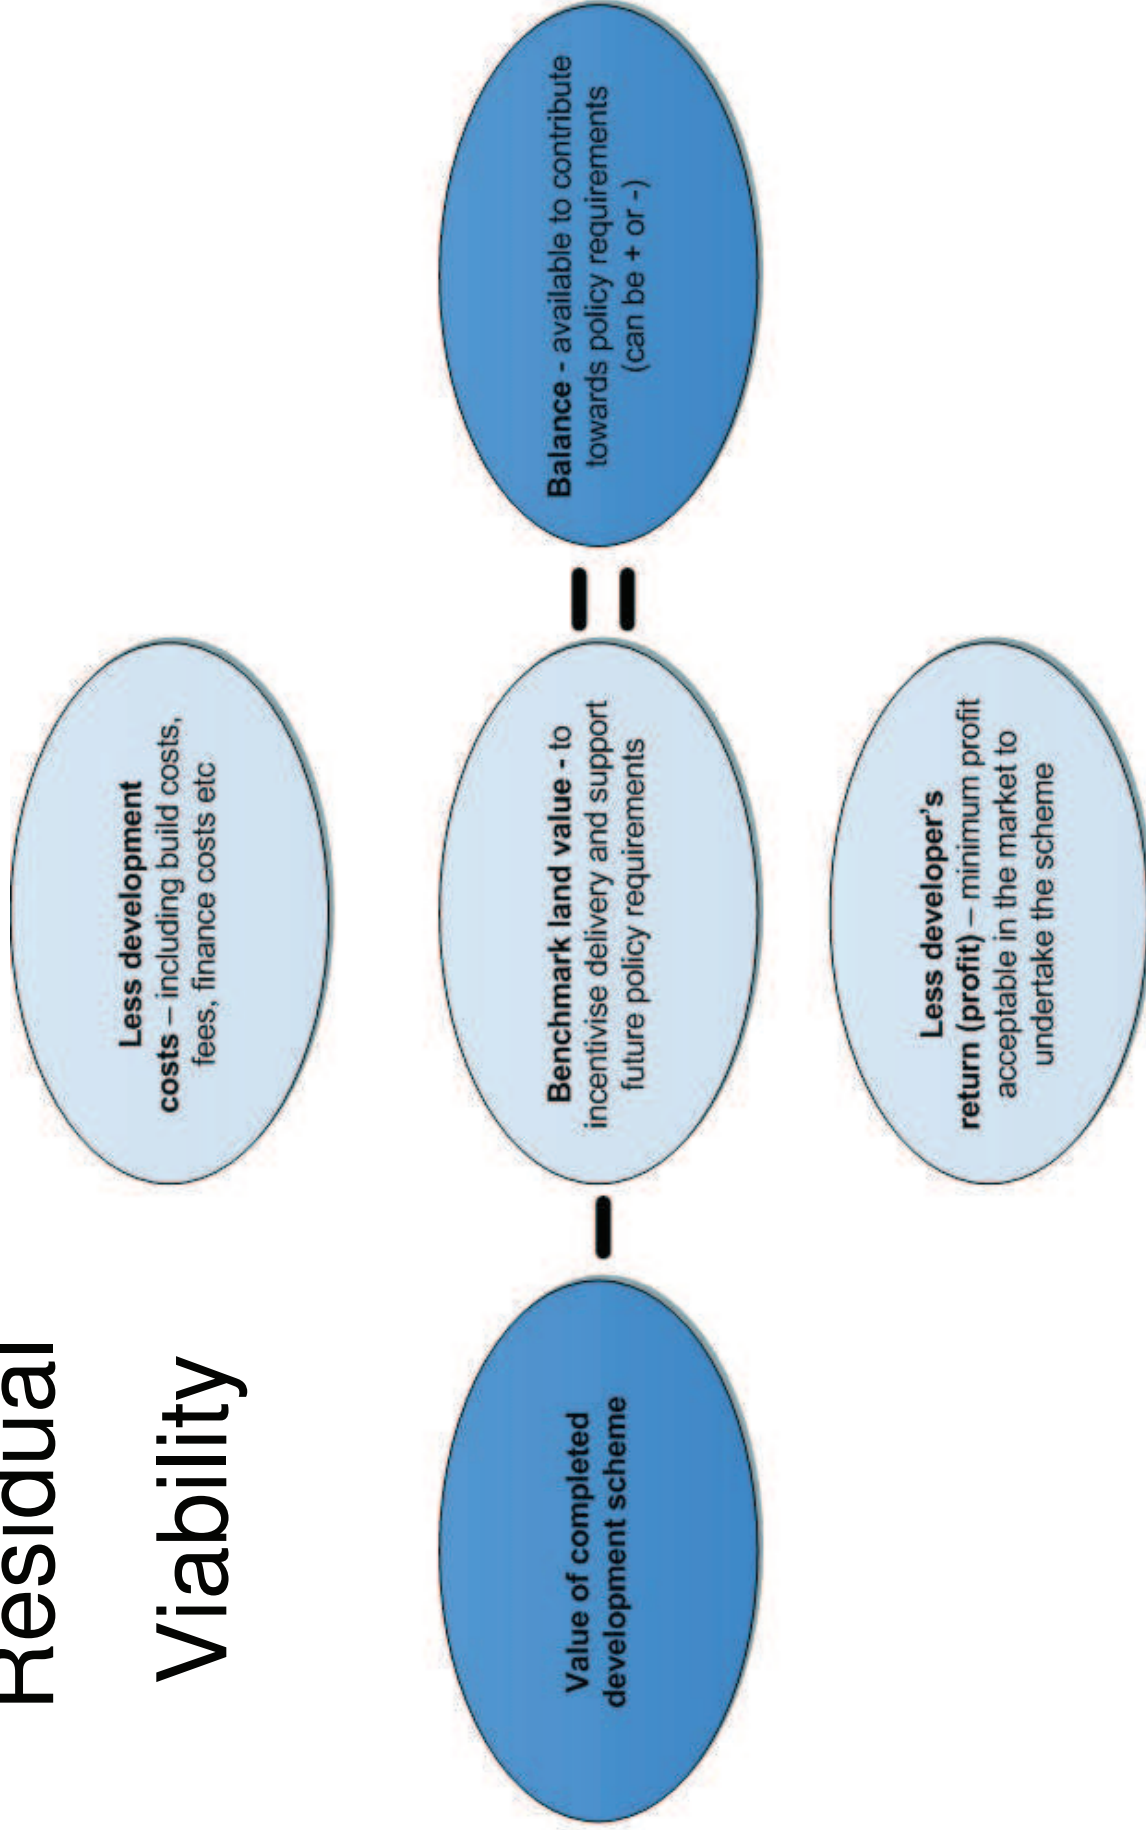 Residual
Viability
Less development
costs – including build costs,
fees, finance costs etc
Value of completed
development scheme
Benchmark land value - to
incentivise delivery and support
future policy requirements
Balance - available to contribute
towards policy requirements
(can be + or -)
Less developer's
return (profit) – minimum profit
acceptable in the market to
undertake the scheme